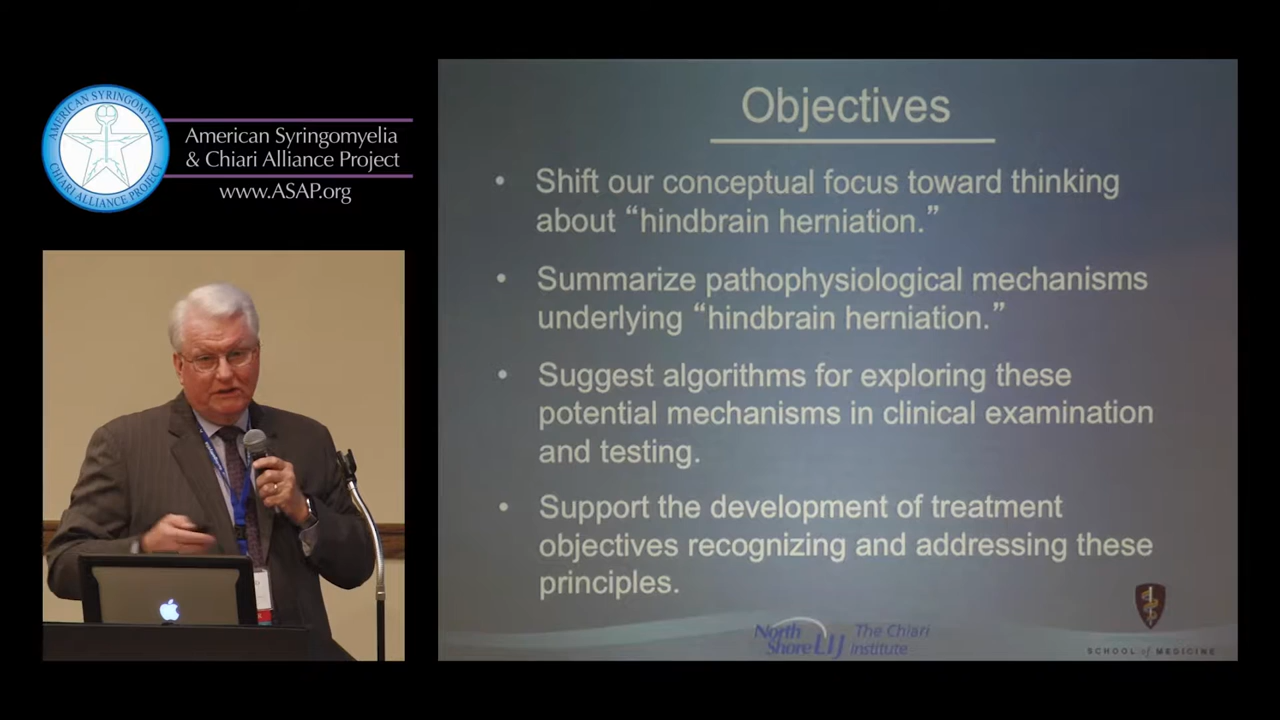 AMERICAN SYRINGOMYELIA
CHIARI ALLIANCE PROJECT
American Syringomyelia
& Chiari Alliance Project
www.ASAP.org
Objectives
• Shift our conceptual focus toward thinking
about “hindbrain herniation.”
• Summarize pathophysiological mechanisms
underlying “hindbrain herniation.”
• Suggest algorithms for exploring these
potential mechanisms in clinical examination
and testing.
• Support the development of treatment
objectives recognizing and addressing these
principles.
North
Shore LIJ
The Chiari
Institute
SCHOOL of MEDICINE